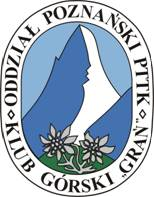 ODDZIAŁ POZNAŃSKI PTTK
KLUB GÓRSKI „GRAŃ”